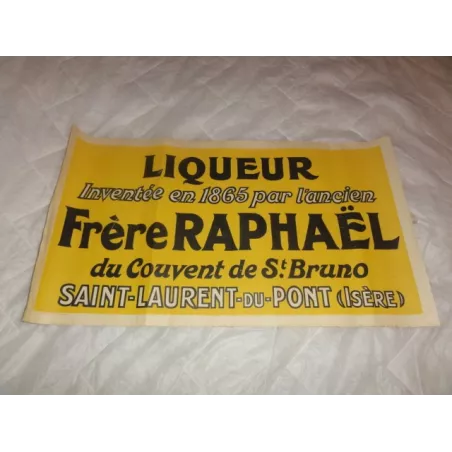 LIQUEUR
Inventée en 1865 par l'ancien
Frère RAPHAËL
du Couvent de St. Bruno
SAINT-LAURENT-DU-PONT (ISÈRE)